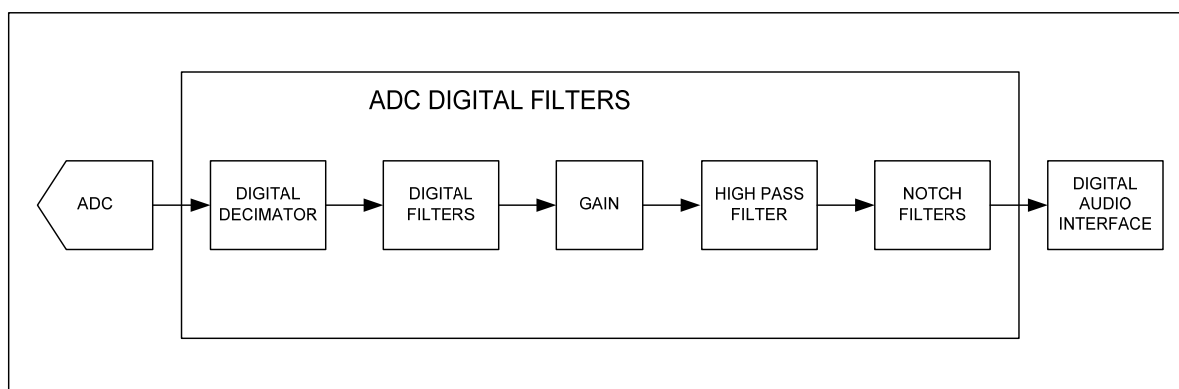 ADC DIGITAL FILTERS
ADC
DIGITAL
DECIMATOR
DIGITAL
FILTERS
GAIN
HIGH PASS
FILTER
NOTCH
FILTERS
DIGITAL
AUDIO
INTERFACE